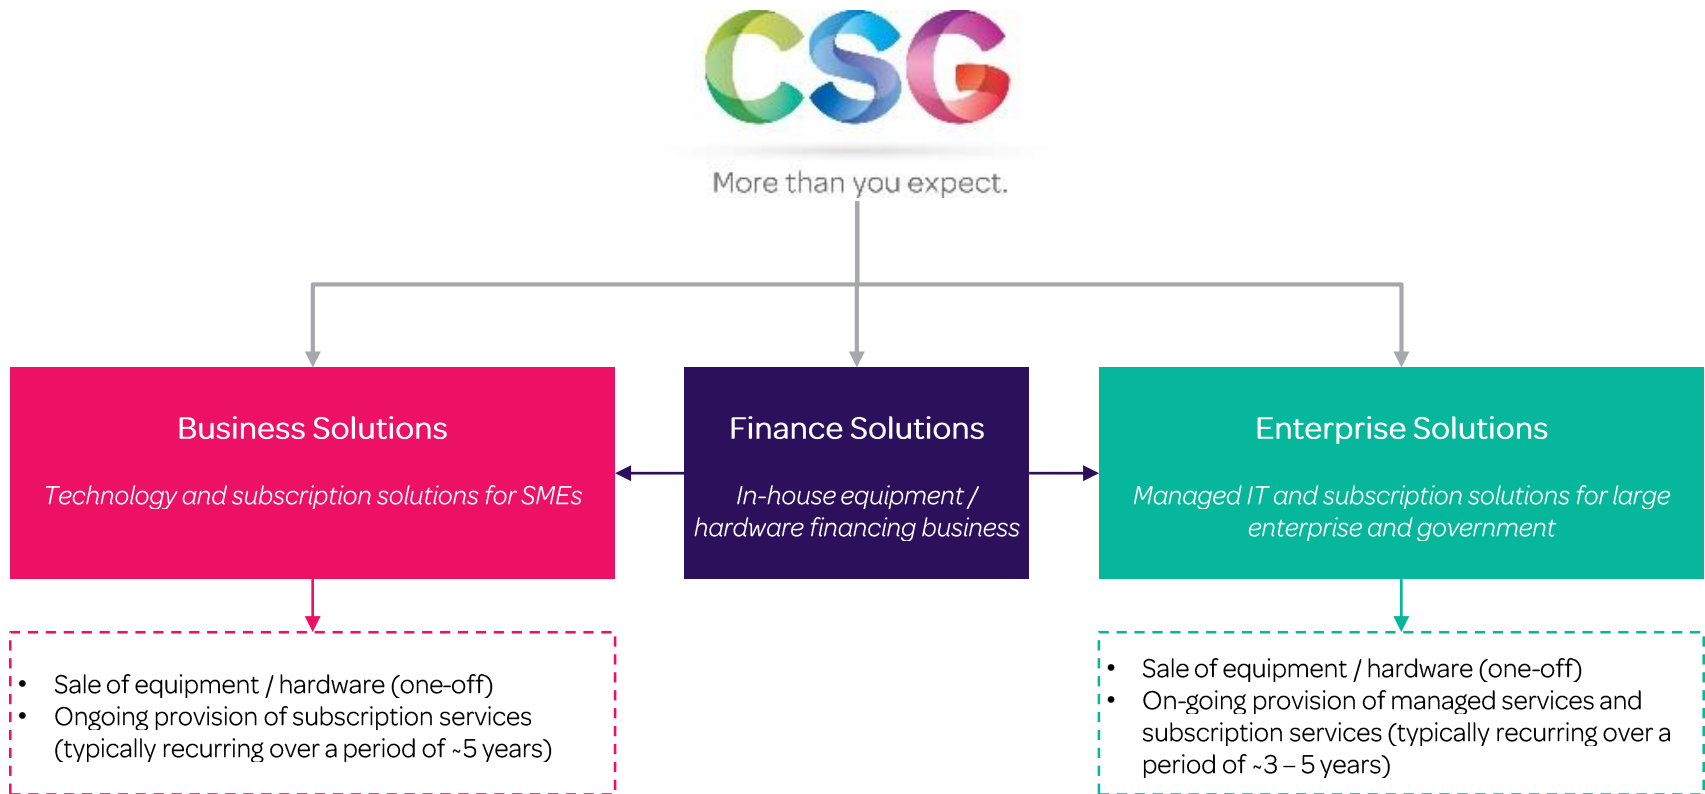 CSG
More than you expect.
Business Solutions
Technology and subscription solutions for SMEs
Finance Solutions
In-house equipment /
hardware financing business
Enterprise Solutions
Managed IT and subscription solutions for large
enterprise and government
• Sale of equipment / hardware (one-off)
• Ongoing provision of subscription services
(typically recurring over a period of ~5 years)
• Sale of equipment / hardware (one-off)
• On-going provision of managed services and
subscription services (typically recurring over a
period of ~3 – 5 years)